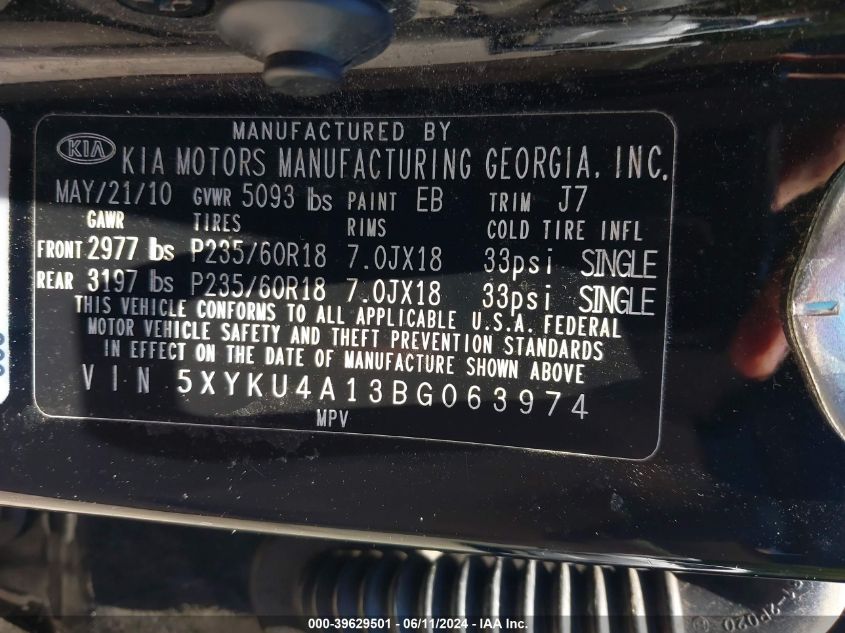 MANUFACTURED BY
KIA KIA MOTORS MANUFACTURING GEORGIA, INC.
MAY/21/10 GVWR 5093 lbs PAINT EB TRIM J7
GAWR TIRES RIMS COLD TIRE INFL
FRONT 2977 lbs P235/60R18 7.0JX18 33psi SINGLE
REAR 3197 lbs P235/60R18 7.0JX18 33psi SINGLE
THIS VEHICLE CONFORMS TO ALL APPLICABLE U.S.A. FEDERAL
MOTOR VEHICLE SAFETY AND THEFT PREVENTION STANDARDS
IN EFFECT ON THE DATE OF MANUFACTURE SHOWN ABOVE
VIN 5XYKU4A13BG063974
MPV
000-39629501 - 06/11/2024 - Copyright IAA, LLC